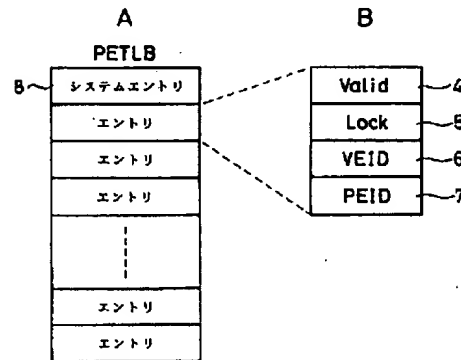 A
PETLB
8 システムエントリ
エントリ
エントリ
エントリ
エントリ
エントリ
B
Valid 4
Lock 5
VEID 6
PEID 7